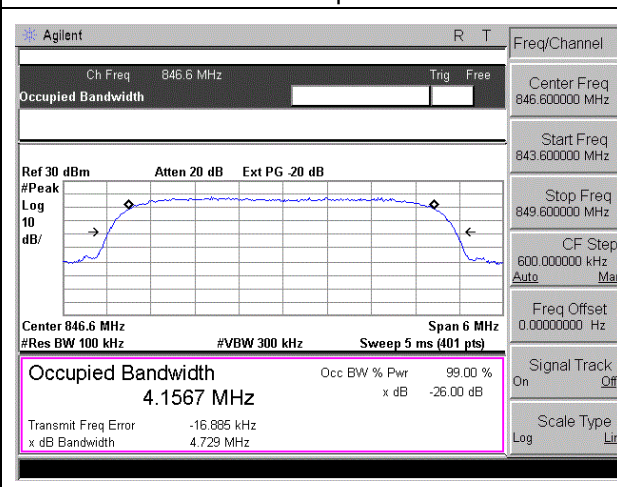 Agilent R T
Freq/Channel
Ch Freq 846.6 MHz Trig Free
Occupied Bandwidth
Center Freq
846.600000 MHz
Start Freq
843.600000 MHz
Ref 30 dBm Atten 20 dB Ext PG -20 dB
#Peak
Log
10
dB/
Stop Freq
849.600000 MHz
CF Step
600.000000 kHz
Auto
Center 846.6 MHz Span 6 MHz
#Res BW 100 kHz #VBW 300 kHz Sweep 5 ms (401 pts)
Freq Offset
0.00000000 Hz
Occupied Bandwidth Occ BW % Pwr 99.00 %
4.1567 MHz x dB -26.00 dB
Transmit Freq Error -16.885 kHz
x dB Bandwidth 4.729 MHz
Signal Track
On Off
Scale Type
Log